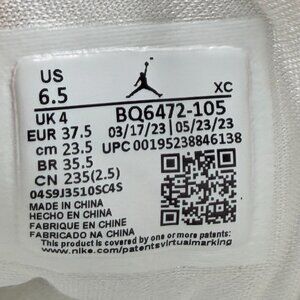 US
6.5
XC
UK 4
BQ6472-105
EUR 37.5
03/17/23 | 05/23/23
cm 23.5
UPC 00195238846138
BR 35.5
CN 235(2.5)
04S9J3510SC4S
MADE IN CHINA
HECHO EN CHINA
FABRIQUE EN CHINE
FABRICADO NA CHINA
This product may be covered by one or more patents:
www.nike.com/patentsvirtualmarking